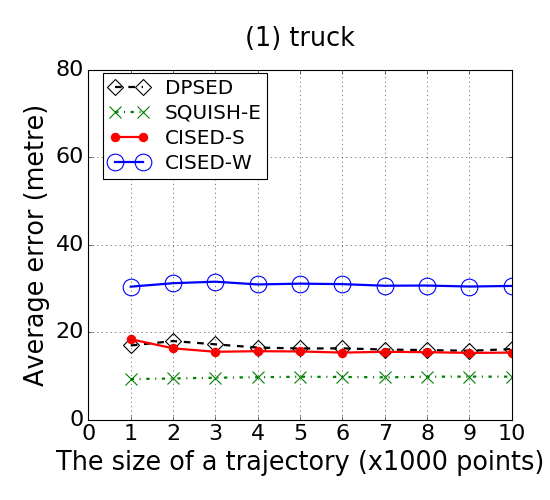 (1) truck
80
60
40
20
0
Average error (metre)
DPSED
SQUISH-E
CISED-S
CISED-W
0 1 2 3 4 5 6 7 8 9 10
The size of a trajectory (x1000 points)